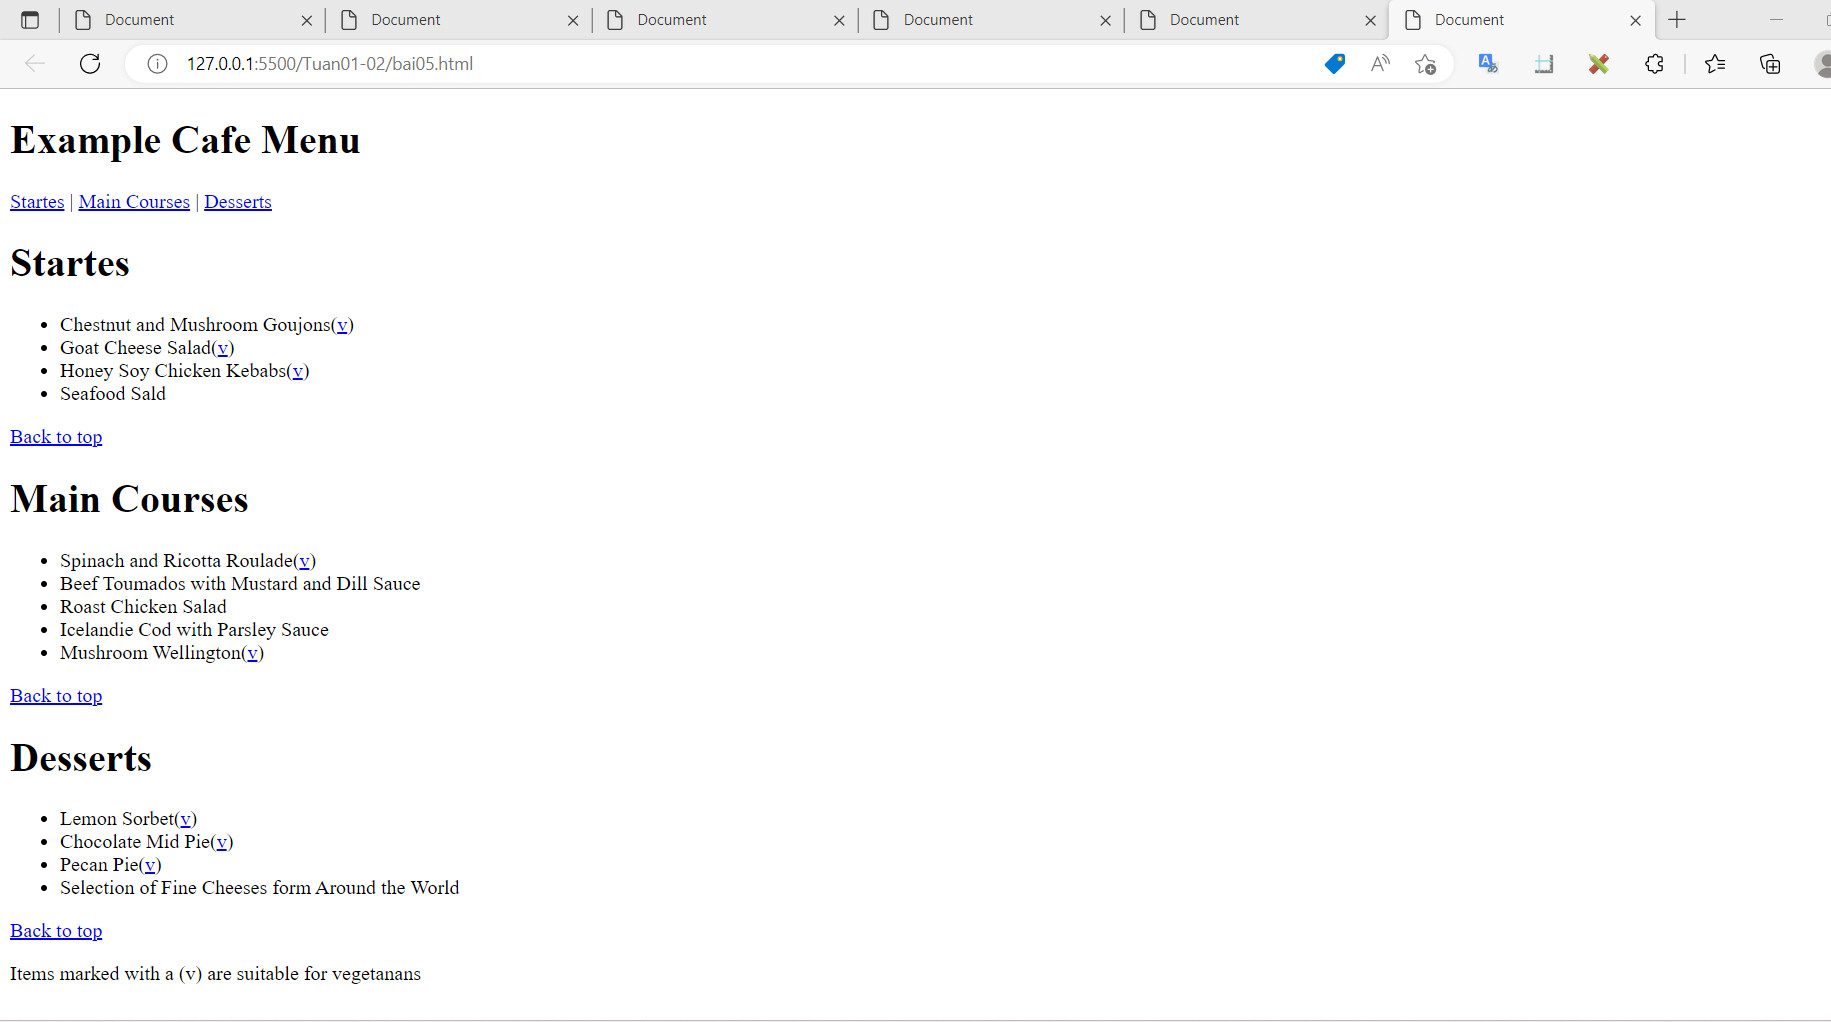 Document Document Document Document Document Document
127.0.0.1:5500/Tuan01-02/bai05.html
Example Cafe Menu
Startes | Main Courses | Desserts
Startes
• Chestnut and Mushroom Goujons(v)
• Goat Cheese Salad(v)
• Honey Soy Chicken Kebabs(v)
• Seafood Sald
Back to top
Main Courses
• Spinach and Ricotta Roulade(v)
• Beef Toumados with Mustard and Dill Sauce
• Roast Chicken Salad
• Icelandie Cod with Parsley Sauce
• Mushroom Wellington(v)
Back to top
Desserts
• Lemon Sorbet(v)
• Chocolate Mid Pie(v)
• Pecan Pie(v)
• Selection of Fine Cheeses form Around the World
Back to top
Items marked with a (v) are suitable for vegetanans